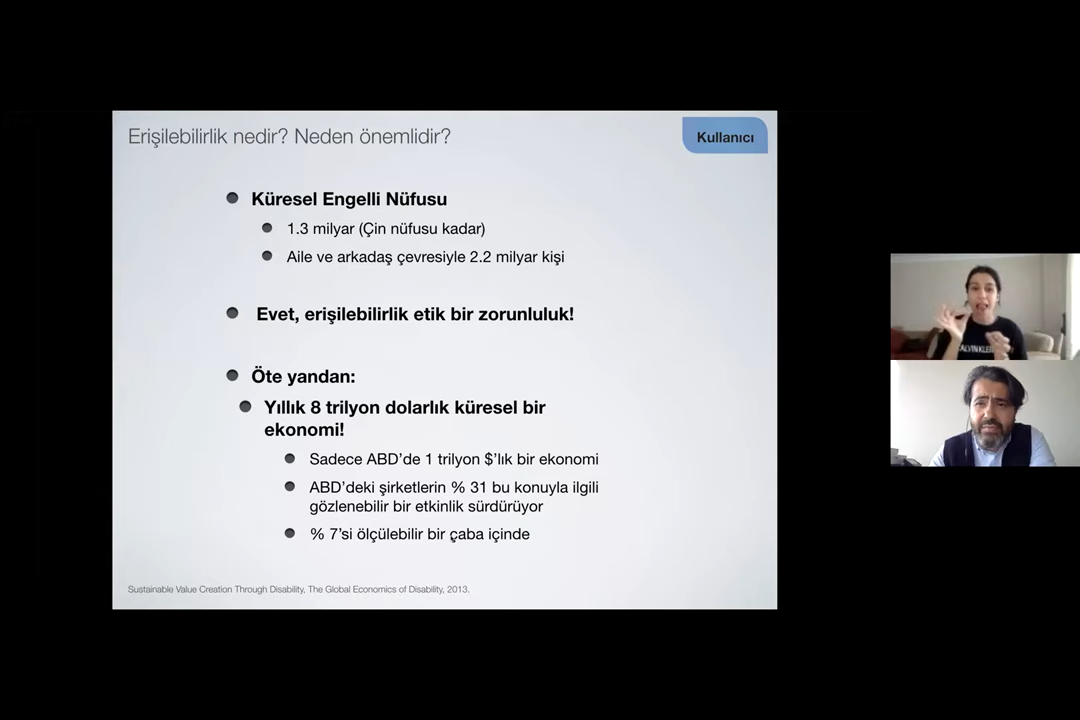 Erişilebilirlik nedir? Neden önemlidir?
Kullanıcı
Küresel Engelli Nüfusu
1.3 milyar (Çin nüfusu kadar)
Aile ve arkadaş çevresiyle 2.2 milyar kişi
Evet, erişilebilirlik etik bir zorunluluk!
Öte yandan:
Yıllık 8 trilyon dolarlık küresel bir
ekonomi!
Sadece ABD’de 1 trilyon $’lık bir ekonomi
ABD’deki şirketlerin % 31 bu konuyla ilgili
gözlenebilir bir etkinlik sürdürüyor
% 7’si ölçülebilir bir çaba içinde
Sustainable Value Creation Through Disability, The Global Economics of Disability, 2013.
CALVIN KLEIN